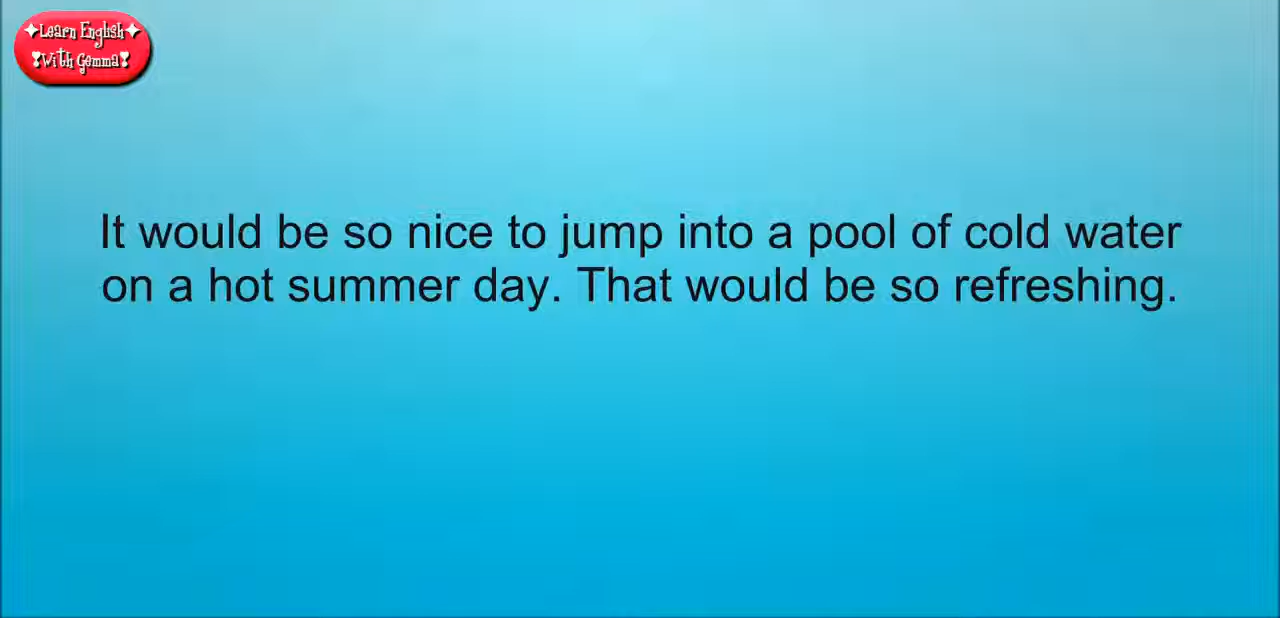 ✦Learn English✦
❣With Gemma❣
It would be so nice to jump into a pool of cold water
on a hot summer day. That would be so refreshing.